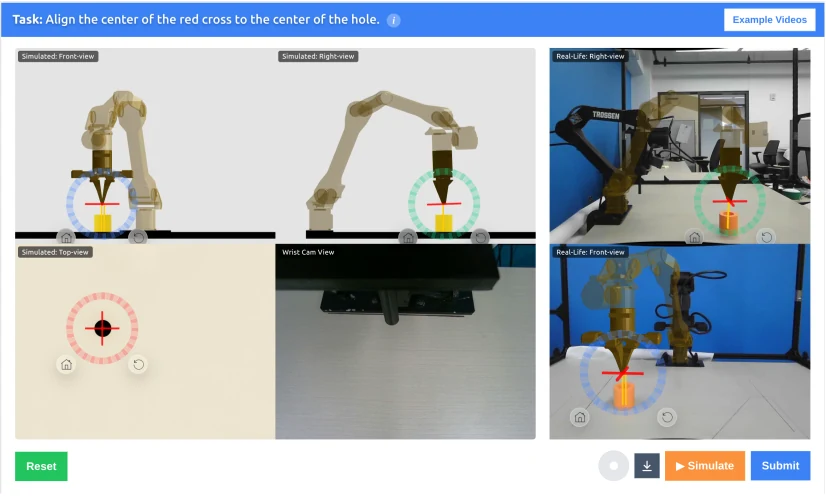 Task: Align the center of the red cross to the center of the hole. i
Example Videos
Simulated: Front-view
Simulated: Right-view
Real-Life: Right-view
TROSSEN
Simulated: Top-view
Wrist Cam View
Real-Life: Front-view
Reset
▶ Simulate
Submit